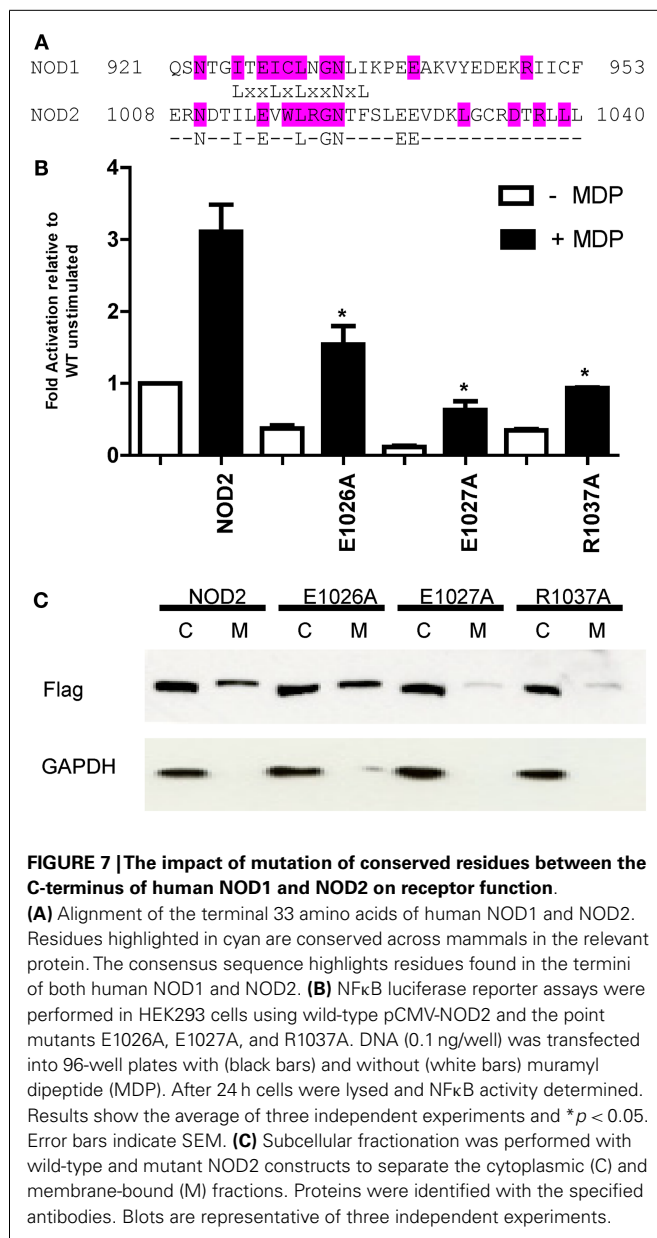 A
NOD1 921 QSNTGITEICLNGNLIKPEEAKVYEDEKRIICF 953
LxxLxLxxNxL
NOD2 1008 ERNDTILEVWLRGNTFSLEEVDKLGCRDTRLLL 1040
--N--I-E--L-GN----EE-------------
B
4
3
2
1
0
Fold Activation relative to
WT unstimulated
- MDP
+ MDP
*
*
*
NOD2
E1026A
E1027A
R1037A
C
NOD2 E1026A E1027A R1037A
C M C M C M C M
Flag
GAPDH
FIGURE 7 | The impact of mutation of conserved residues between the
C-terminus of human NOD1 and NOD2 on receptor function.
(A) Alignment of the terminal 33 amino acids of human NOD1 and NOD2.
Residues highlighted in cyan are conserved across mammals in the relevant
protein. The consensus sequence highlights residues found in the termini
of both human NOD1 and NOD2. (B) NFκB luciferase reporter assays were
performed in HEK293 cells using wild-type pCMV-NOD2 and the point
mutants E1026A, E1027A, and R1037A. DNA (0.1 ng/well) was transfected
into 96-well plates with (black bars) and without (white bars) muramyl
dipeptide (MDP). After 24 h cells were lysed and NFκB activity determined.
Results show the average of three independent experiments and *p < 0.05.
Error bars indicate SEM. (C) Subcellular fractionation was performed with
wild-type and mutant NOD2 constructs to separate the cytoplasmic (C) and
membrane-bound (M) fractions. Proteins were identified with the specified
antibodies. Blots are representative of three independent experiments.